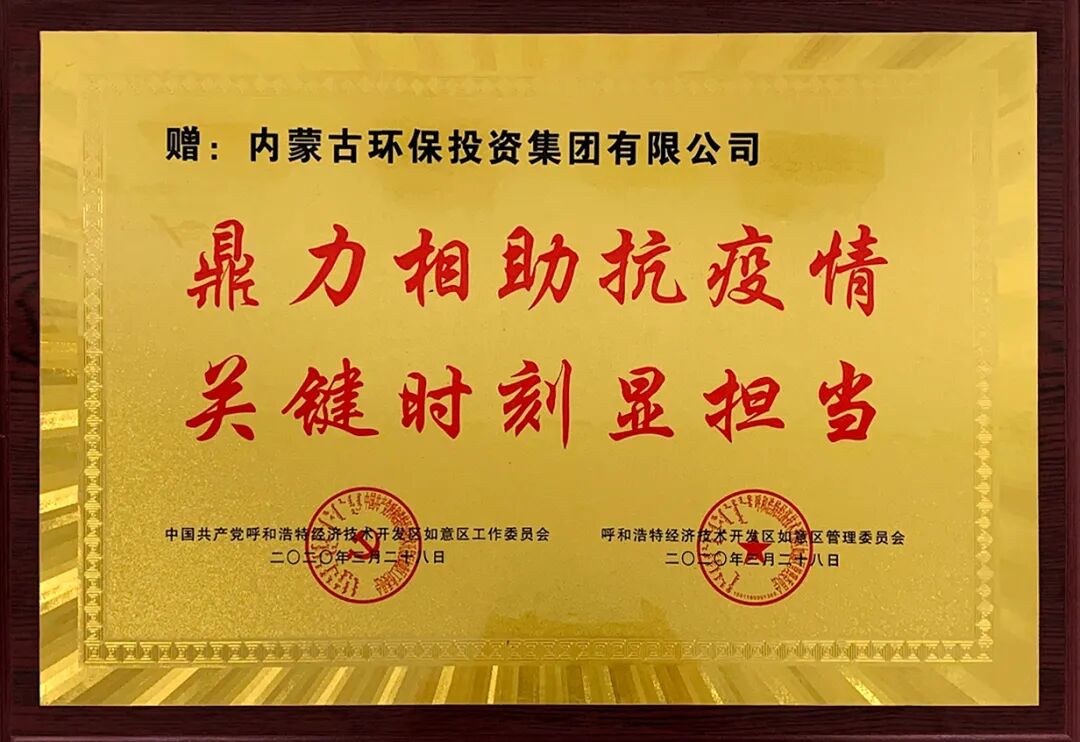 赠：内蒙古环保投资集团有限公司
鼎力相助抗疫情
关键时刻显担当
中国共产党呼和浩特经济技术开发区如意区工作委员会
二〇二〇年三月二十八日
呼和浩特经济技术开发区如意区管理委员会
二〇二〇年三月二十八日